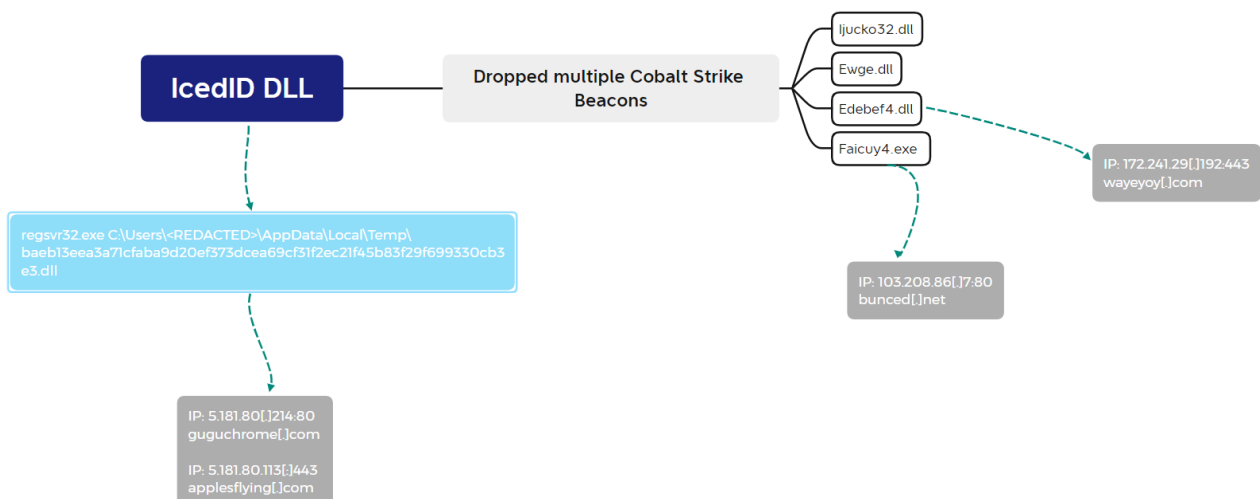 IcedID DLL
Dropped multiple Cobalt Strike
Beacons
Ijucko32.dll
Ewge.dll
Edebef4.dll
Faicuy4.exe
IP: 172.241.29[.]192:443
wayeyoy[.]com
regsvr32.exe C:\Users\<REDACTED>\AppData\Local\Temp\
baeb13eea3a71cfaba9d20ef373dcea69cf31f2ec21f45b83f29f699330cb3
e3.dll
IP: 103.208.86[.]7:80
bunced[.]net
IP: 5.181.80[.]214:80
guguchrome[.]com
IP: 5.181.80.113[:]443
applesflying[.]com